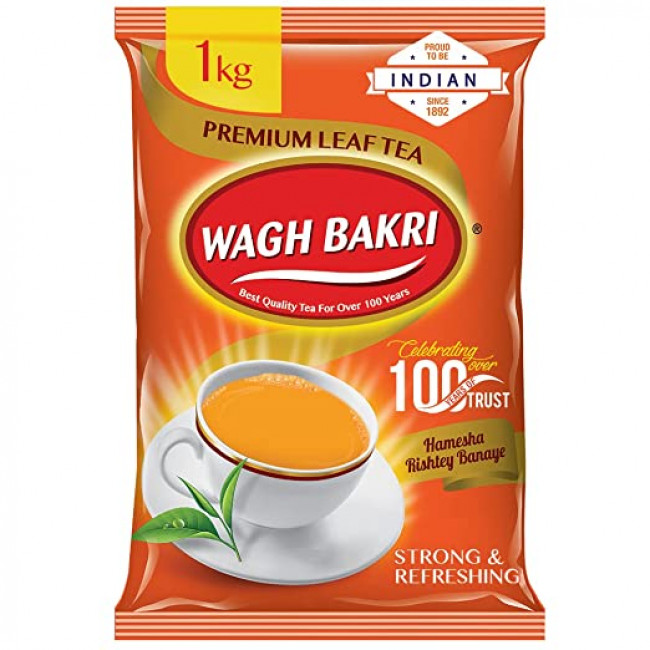 1kg
PROUD
TO BE
INDIAN
SINCE
1892
PREMIUM LEAF TEA
WAGH BAKRI ®
Best Quality Tea For Over 100 Years
Celebrating
over
100 YEARS OF
TRUST
Hamesha
Rishtey Banaye
STRONG &
REFRESHING